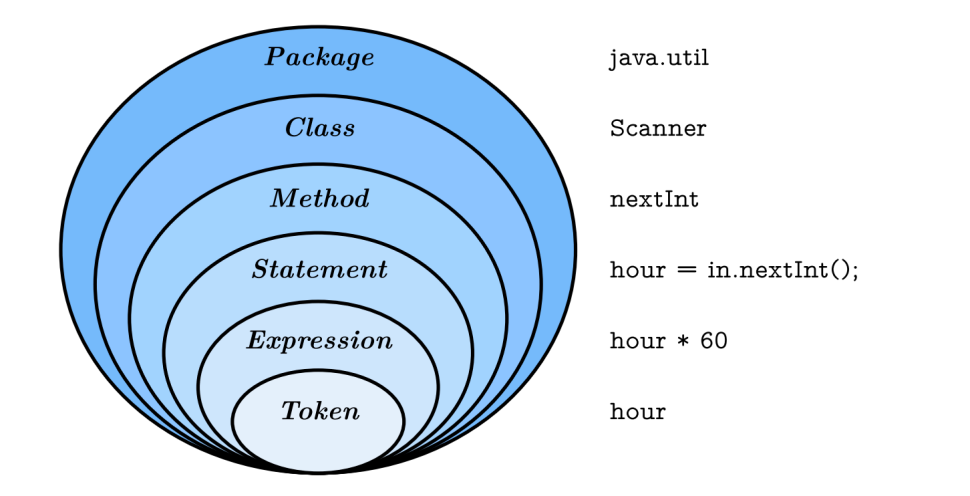 Package java.util
Class Scanner
Method nextInt
Statement hour = in.nextInt();
Expression hour * 60
Token hour